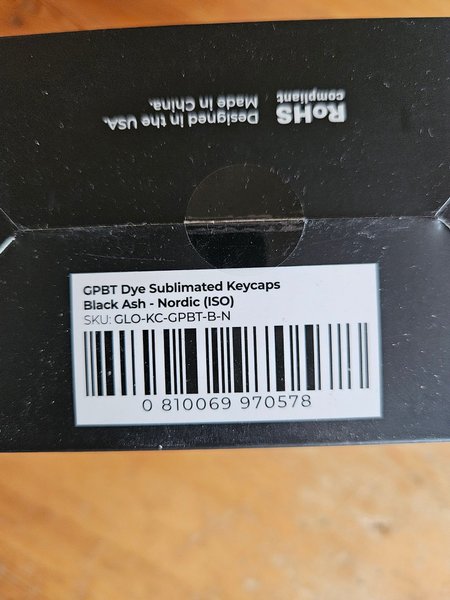 RoHS
compliant
Designed in the USA.
Made in China.
GPBT Dye Sublimated Keycaps
Black Ash - Nordic (ISO)
SKU: GLO-KC-GPBT-B-N
0 810069 970578